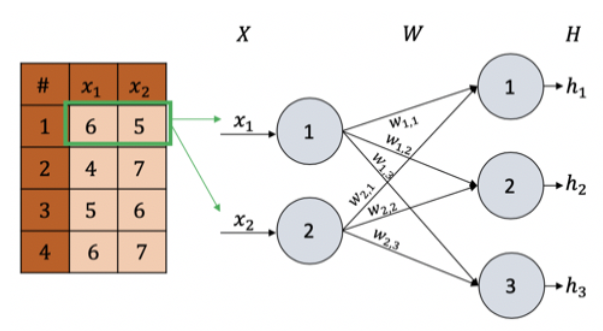 X W H
# x₁ x₂
1 6 5
2 4 7
3 5 6
4 6 7
x₁
x₂
1
2
w₁,₁
w₁,₂
w₁,₃
w₂,₁
w₂,₂
w₂,₃
1
2
3
h₁
h₂
h₃